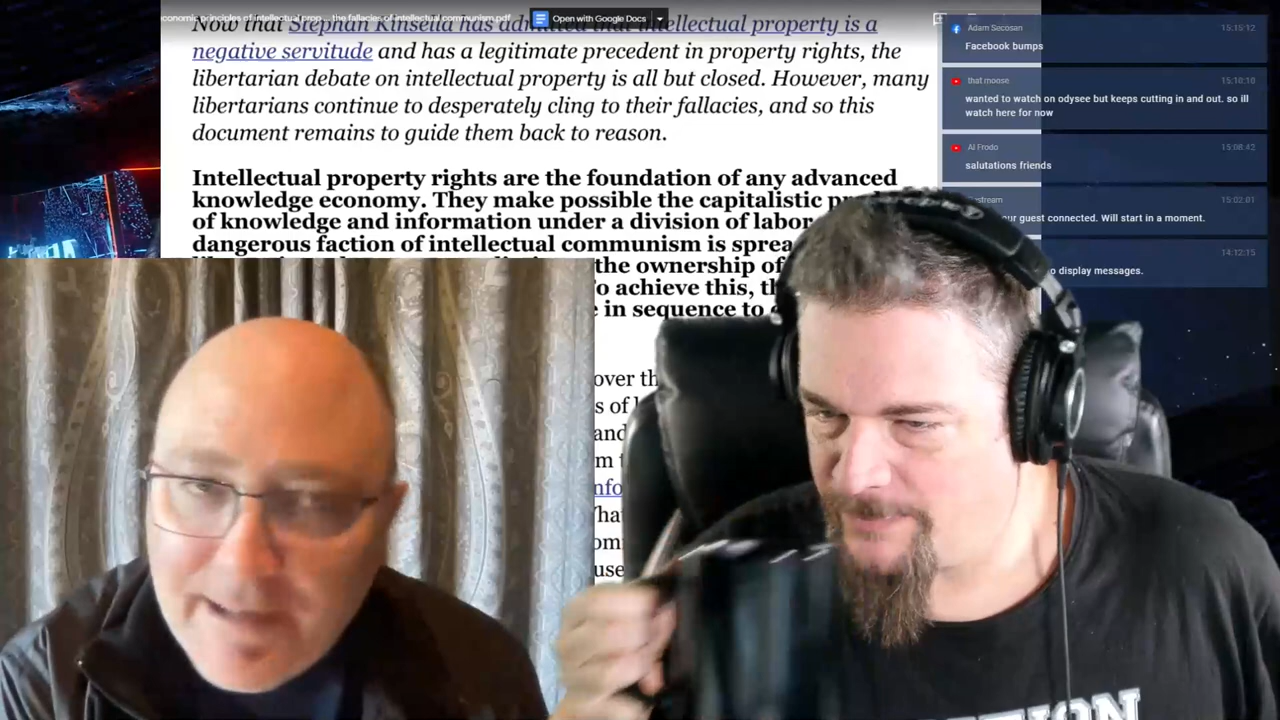 economic principles of intellectual prop ... the fallacies of intellectual communism.pdf
Open with Google Docs
Now that Stephan Kinsella has admitted that intellectual property is a
negative servitude and has a legitimate precedent in property rights, the
libertarian debate on intellectual property is all but closed. However, many
libertarians continue to desperately cling to their fallacies, and so this
document remains to guide them back to reason.
Intellectual property rights are the foundation of any advanced
knowledge economy. They make possible the capitalistic
of knowledge and information under a division of labor
dangerous faction of intellectual communism is
the ownership of
o achieve this,
in sequence to
over
s of
and
Adam Secosan
15:15:12
Facebook bumps
that moose
15:10:10
wanted to watch on odysee but keeps cutting in and out. so ill
watch here for now
Al Frodo
15:08:42
salutations friends
15:02:01
guest connected. Will start in a moment.
14:12:15
o display messages.